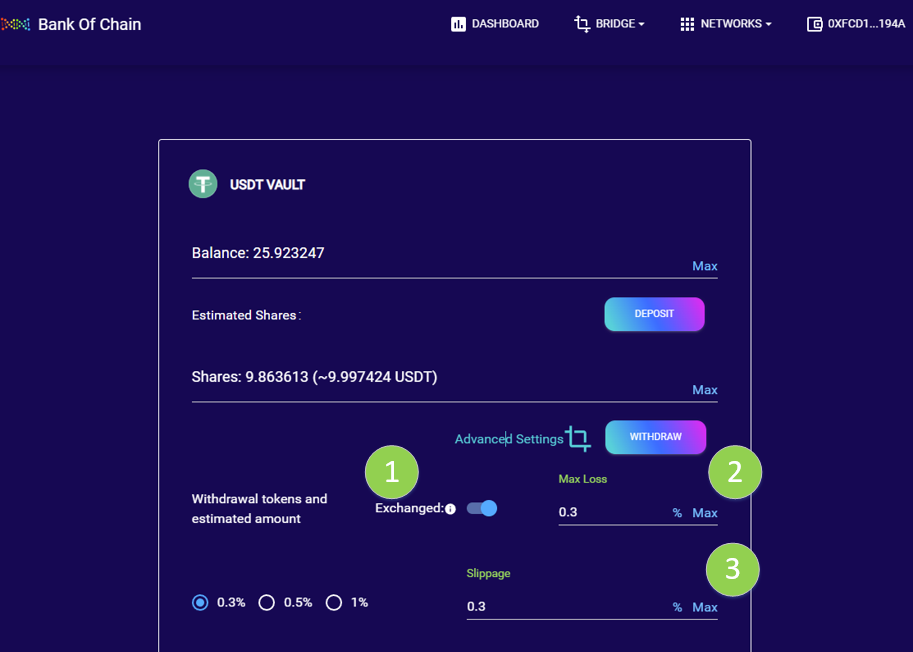 Bank Of Chain
DASHBOARD
BRIDGE
NETWORKS
0XFCD1...194A
USDT VAULT
Balance: 25.923247
Max
Estimated Shares:
DEPOSIT
Shares: 9.863613 (~9.997424 USDT)
Max
Advanced Settings
WITHDRAW
1
2
Max Loss
Withdrawal tokens and
estimated amount
Exchanged:
0.3
% Max
3
Slippage
0.3% 0.5% 1%
0.3
% Max